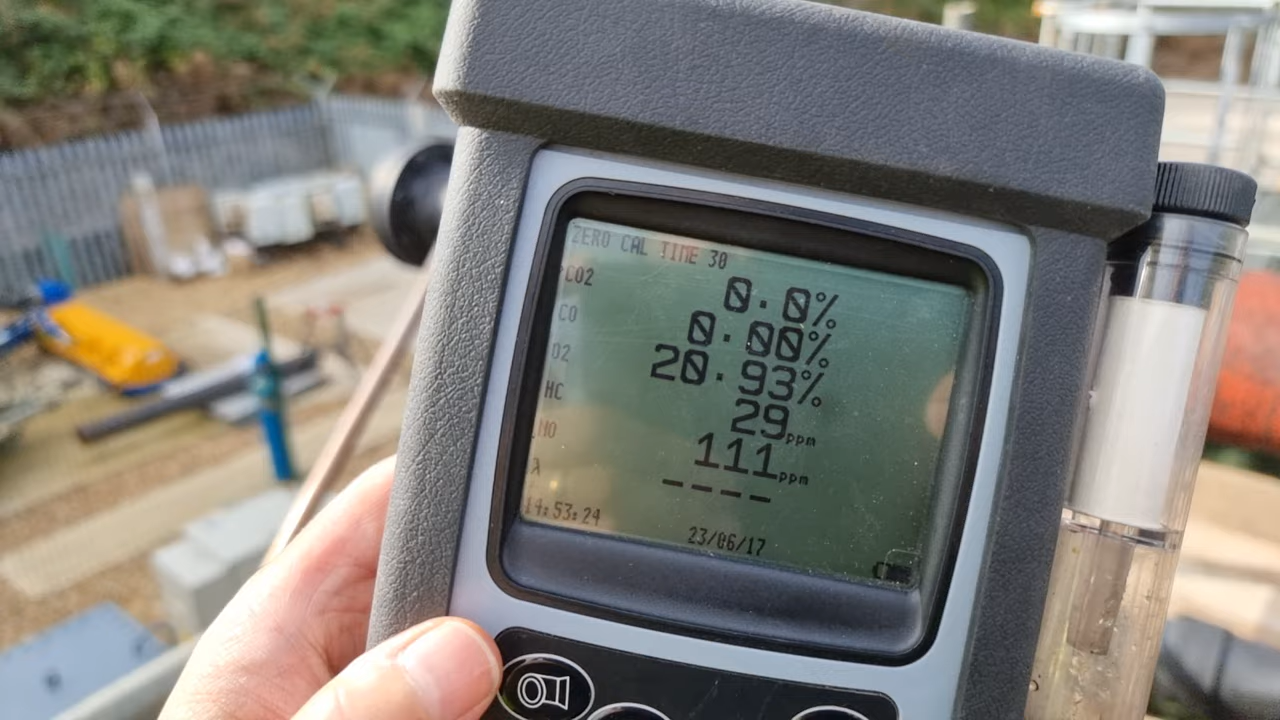 ZERO CAL TIME 30
CO2 0.0%
CO 0.00%
O2 20.93%
HC 29ppm
NO 111ppm
λ ----
14:53:24 23/06/17